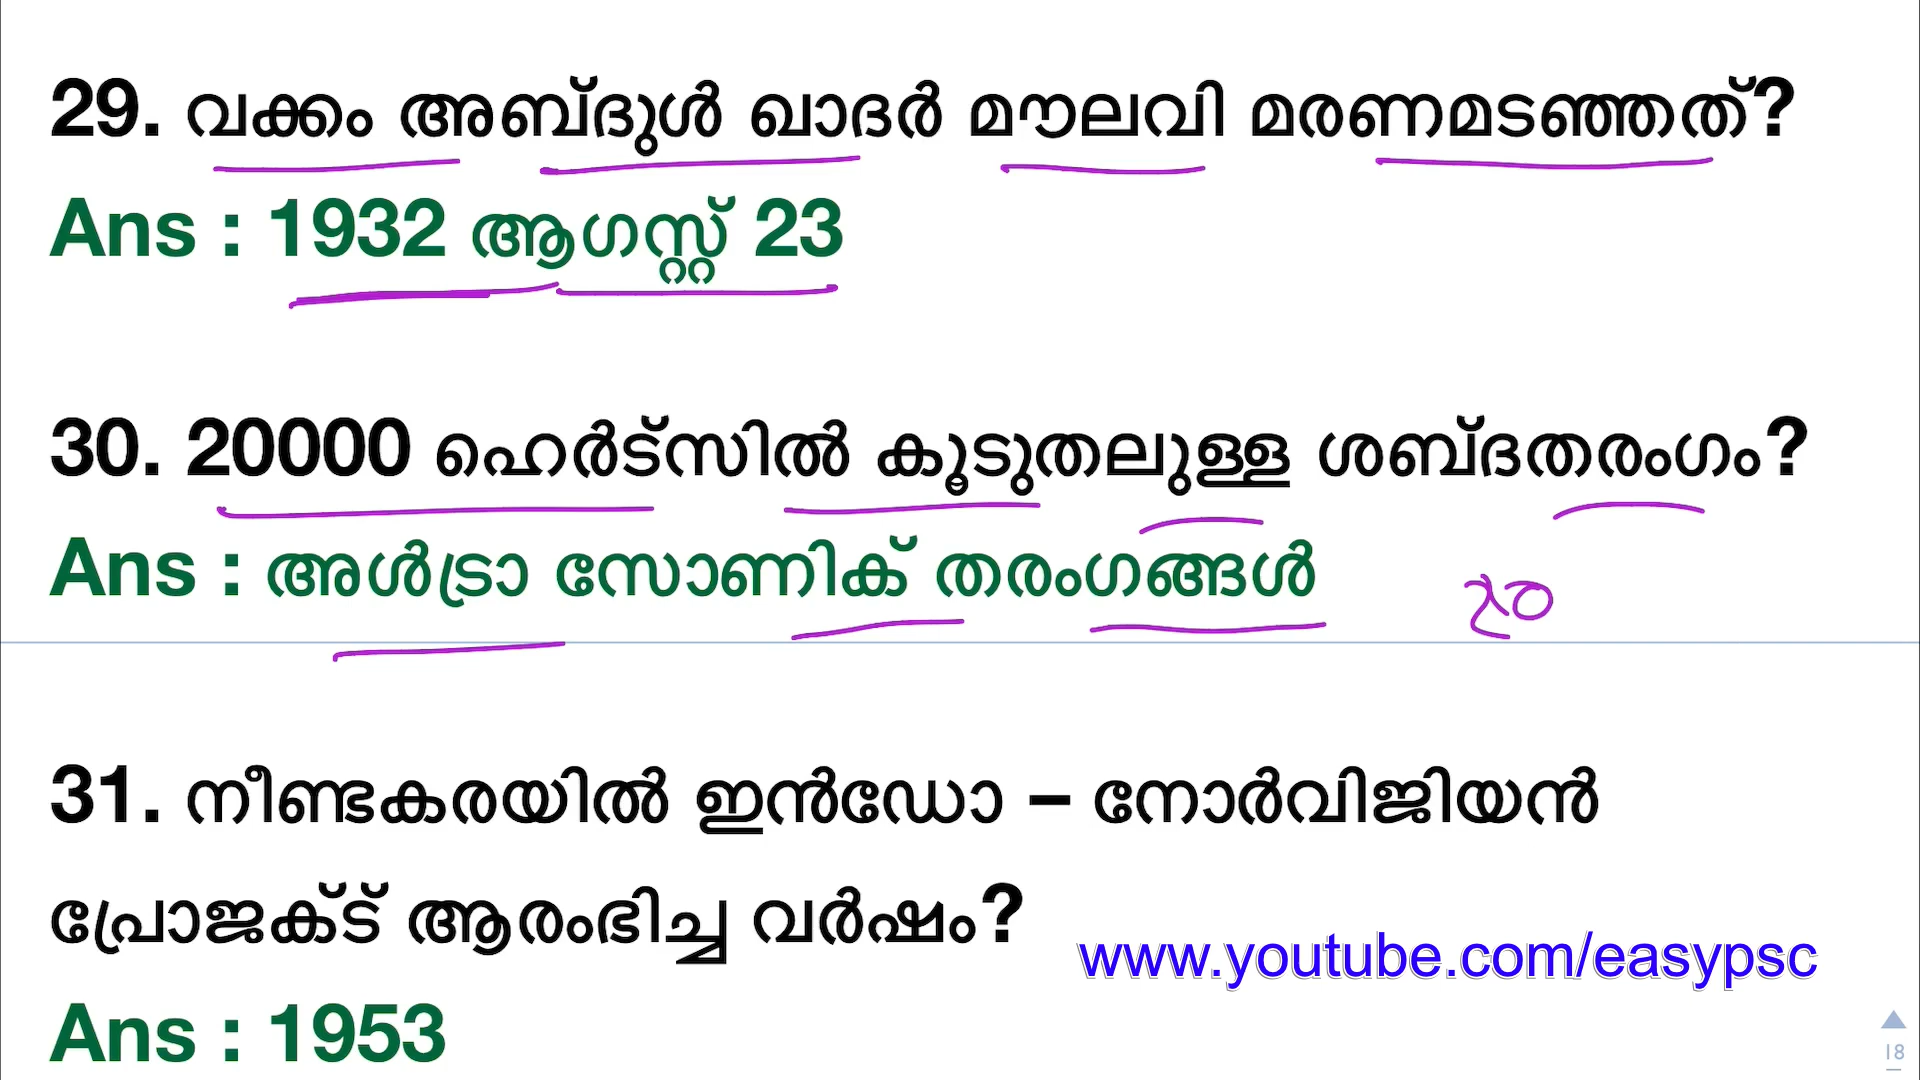 29. വക്കം അബ്ദുൾ ഖാദർ മൗലവി മരണമടഞ്ഞത്?
Ans : 1932 ആഗസ്റ്റ് 23
30. 20000 ഹെർട്സിൽ കൂടുതലുള്ള ശബ്ദതരംഗം?
Ans : അൾട്രാ സോണിക് തരംഗങ്ങൾ
20
31. നീണ്ടകരയിൽ ഇൻഡോ – നോർവിജിയൻ
പ്രോജക്ട് ആരംഭിച്ച വർഷം?
www.youtube.com/easypsc
Ans : 1953
18